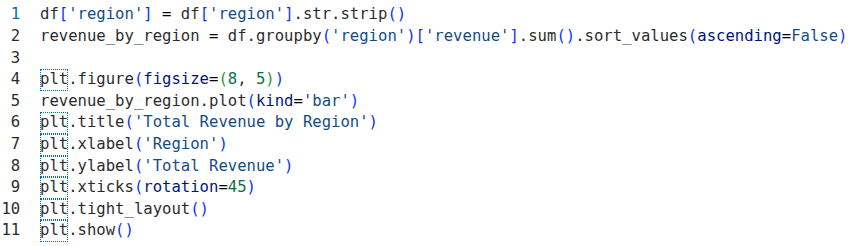 1 df['region'] = df['region'].str.strip()
2 revenue_by_region = df.groupby('region')['revenue'].sum().sort_values(ascending=False)
3
4 plt.figure(figsize=(8, 5))
5 revenue_by_region.plot(kind='bar')
6 plt.title('Total Revenue by Region')
7 plt.xlabel('Region')
8 plt.ylabel('Total Revenue')
9 plt.xticks(rotation=45)
10 plt.tight_layout()
11 plt.show()